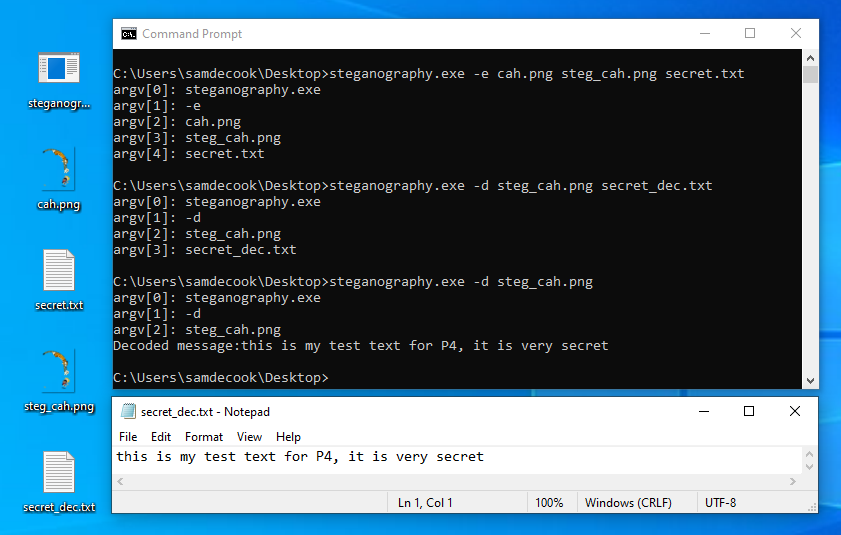 steganogr...
cah.png
secret.txt
steg_cah.png
secret_dec.txt
Command Prompt
C:\Users\samdecook\Desktop>steganography.exe -e cah.png steg_cah.png secret.txt
argv[0]: steganography.exe
argv[1]: -e
argv[2]: cah.png
argv[3]: steg_cah.png
argv[4]: secret.txt
C:\Users\samdecook\Desktop>steganography.exe -d steg_cah.png secret_dec.txt
argv[0]: steganography.exe
argv[1]: -d
argv[2]: steg_cah.png
argv[3]: secret_dec.txt
C:\Users\samdecook\Desktop>steganography.exe -d steg_cah.png
argv[0]: steganography.exe
argv[1]: -d
argv[2]: steg_cah.png
Decoded message:this is my test text for P4, it is very secret
C:\Users\samdecook\Desktop>
secret_dec.txt - Notepad
File Edit Format View Help
this is my test text for P4, it is very secret
Ln 1, Col 1 100% Windows (CRLF) UTF-8